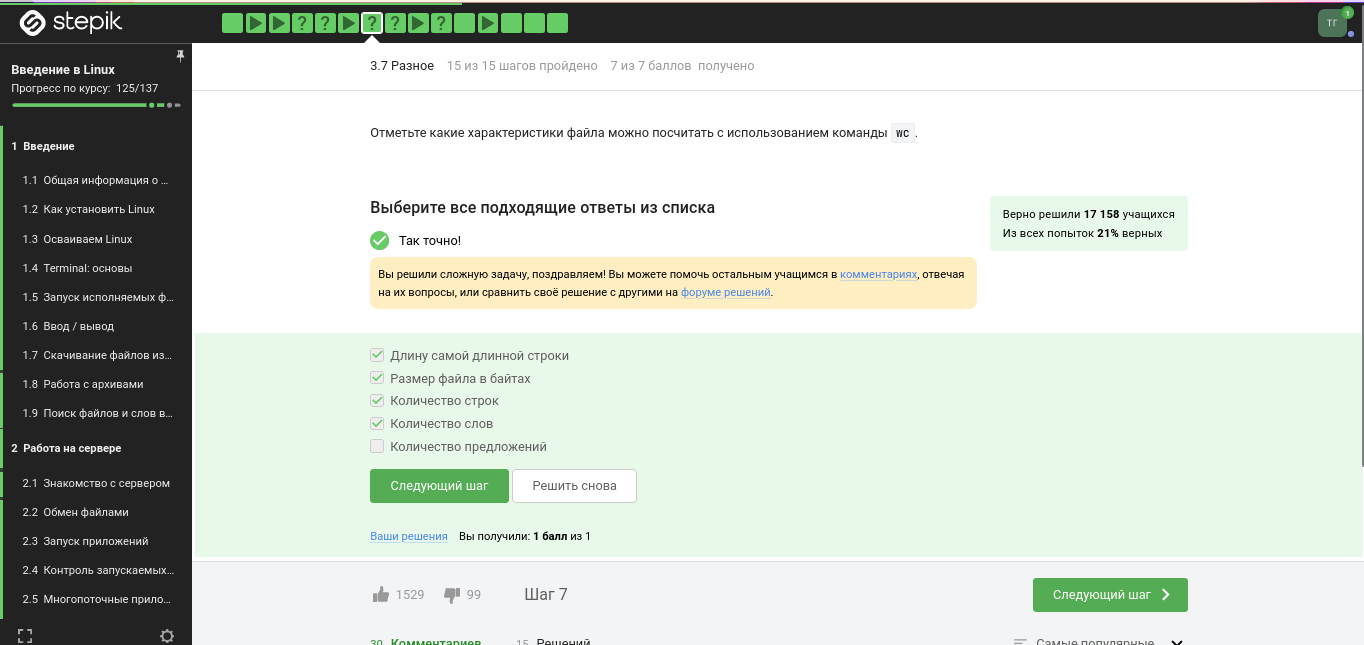 stepik
? ? ? ? ?
ТГ
1
Введение в Linux
Прогресс по курсу: 125/137
1 Введение
1.1 Общая информация о ...
1.2 Как установить Linux
1.3 Осваиваем Linux
1.4 Terminal: основы
1.5 Запуск исполняемых ф...
1.6 Ввод / вывод
1.7 Скачивание файлов из...
1.8 Работа с архивами
1.9 Поиск файлов и слов в...
2 Работа на сервере
2.1 Знакомство с сервером
2.2 Обмен файлами
2.3 Запуск приложений
2.4 Контроль запускаемых...
2.5 Многопоточные прило...
3.7 Разное 15 из 15 шагов пройдено 7 из 7 баллов получено
Отметьте какие характеристики файла можно посчитать с использованием команды wc.
Выберите все подходящие ответы из списка
Так точно!
Вы решили сложную задачу, поздравляем! Вы можете помочь остальным учащимся в комментариях, отвечая
на их вопросы, или сравнить своё решение с другими на форуме решений.
Верно решили 17 158 учащихся
Из всех попыток 21% верных
Длину самой длинной строки
Размер файла в байтах
Количество строк
Количество слов
Количество предложений
Следующий шаг Решить снова
Ваши решения Вы получили: 1 балл из 1
1529 99 Шаг 7 Следующий шаг
30 Комментариев 15 Решений Самые популярные